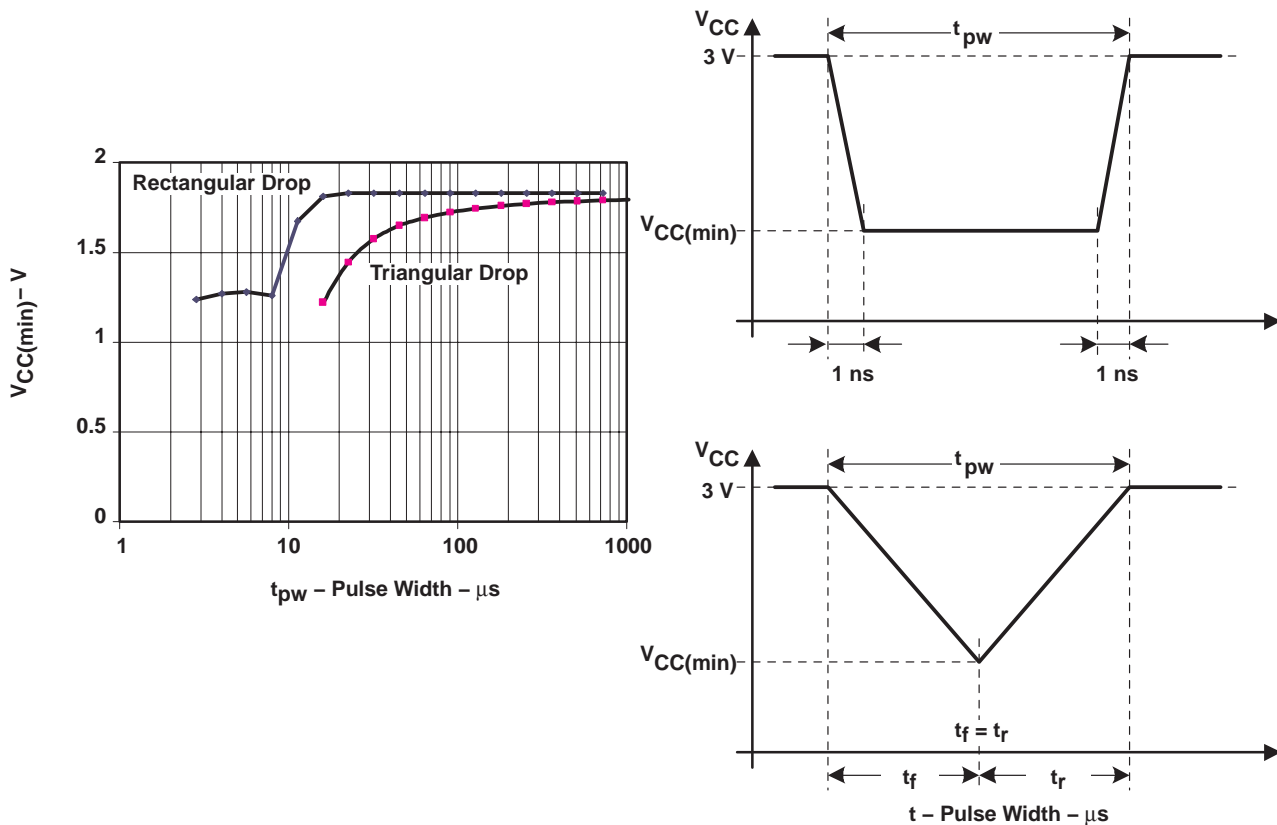 2
1.5
1
0.5
0
1
10
100
1000
Rectangular Drop
Triangular Drop
VCC(min) – V
tpw – Pulse Width – μs
VCC
3 V
tpw
VCC(min)
1 ns
1 ns
VCC
3 V
tpw
VCC(min)
tf = tr
tf
tr
t – Pulse Width – μs